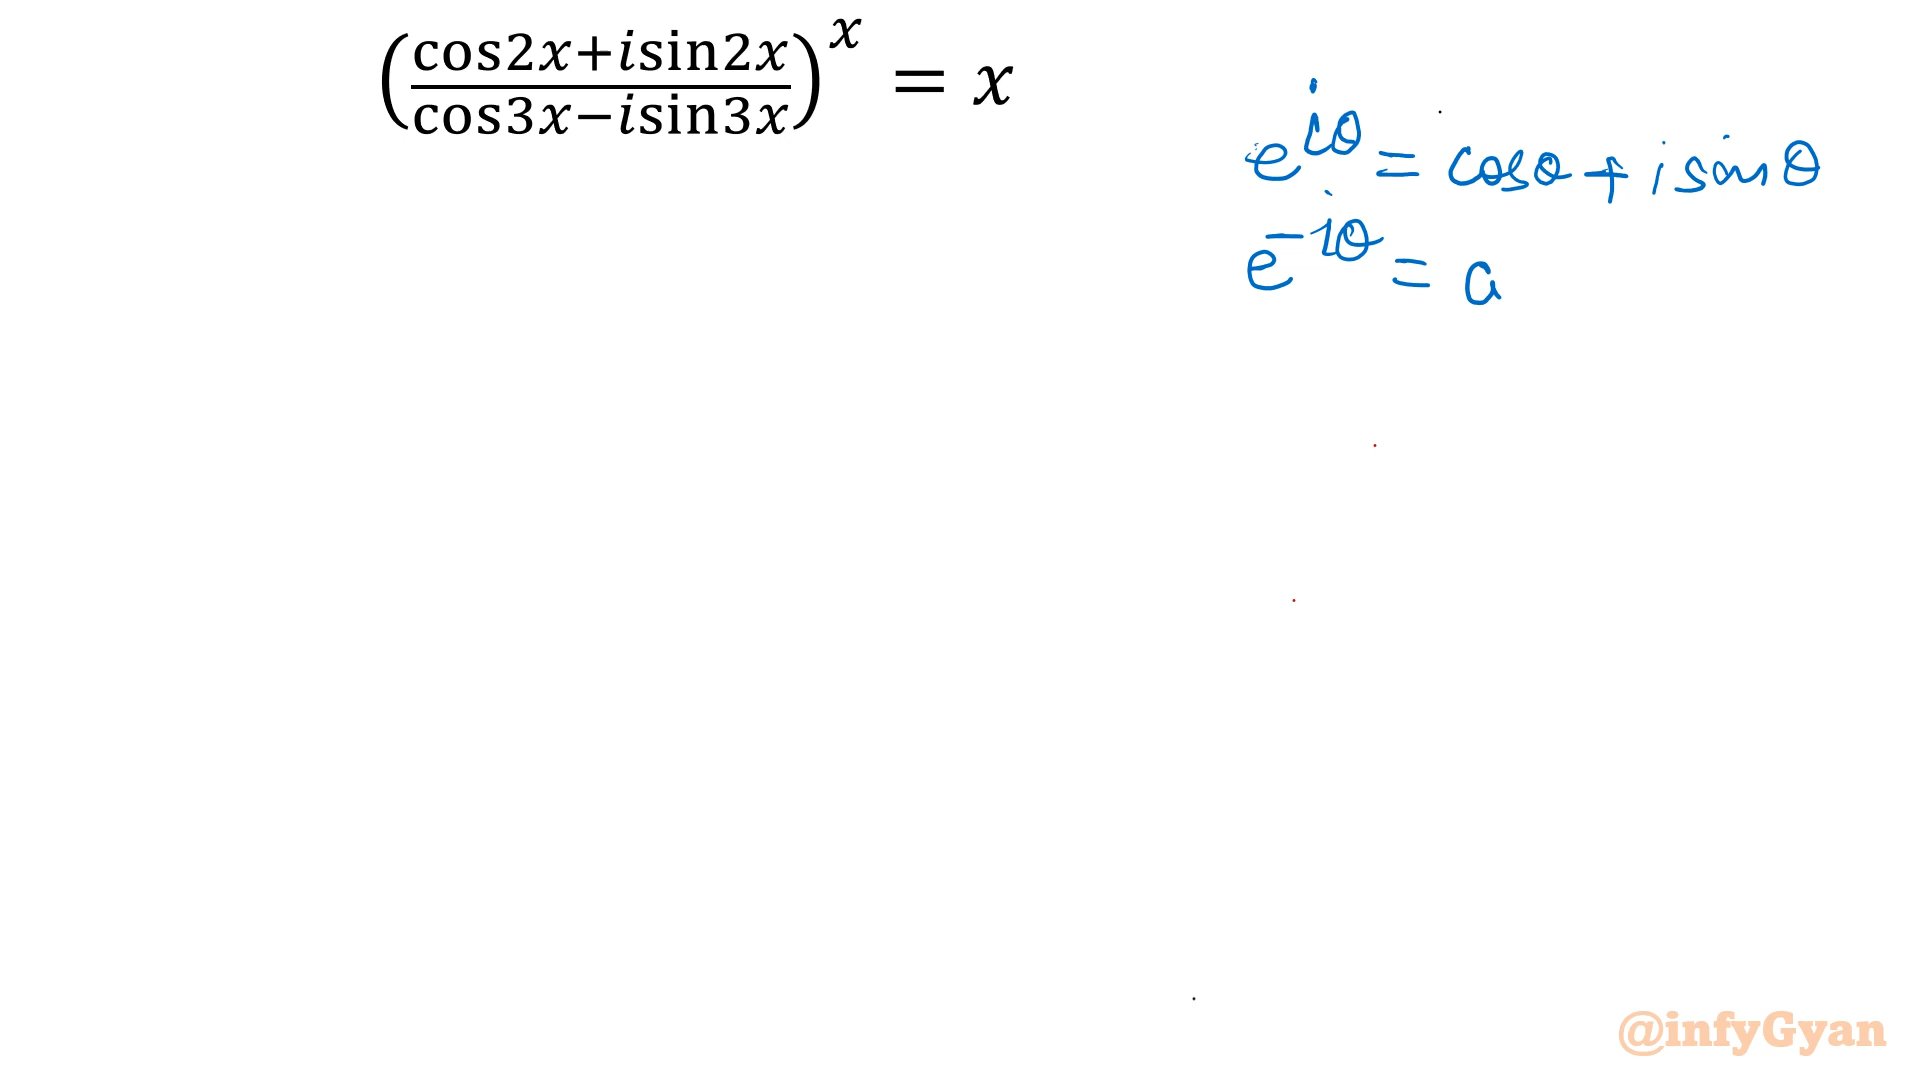 (cos2x+isin2x / cos3x−isin3x)^x = x
e^iθ = cosθ + i sinθ
e^-iθ = c
@infyGyan